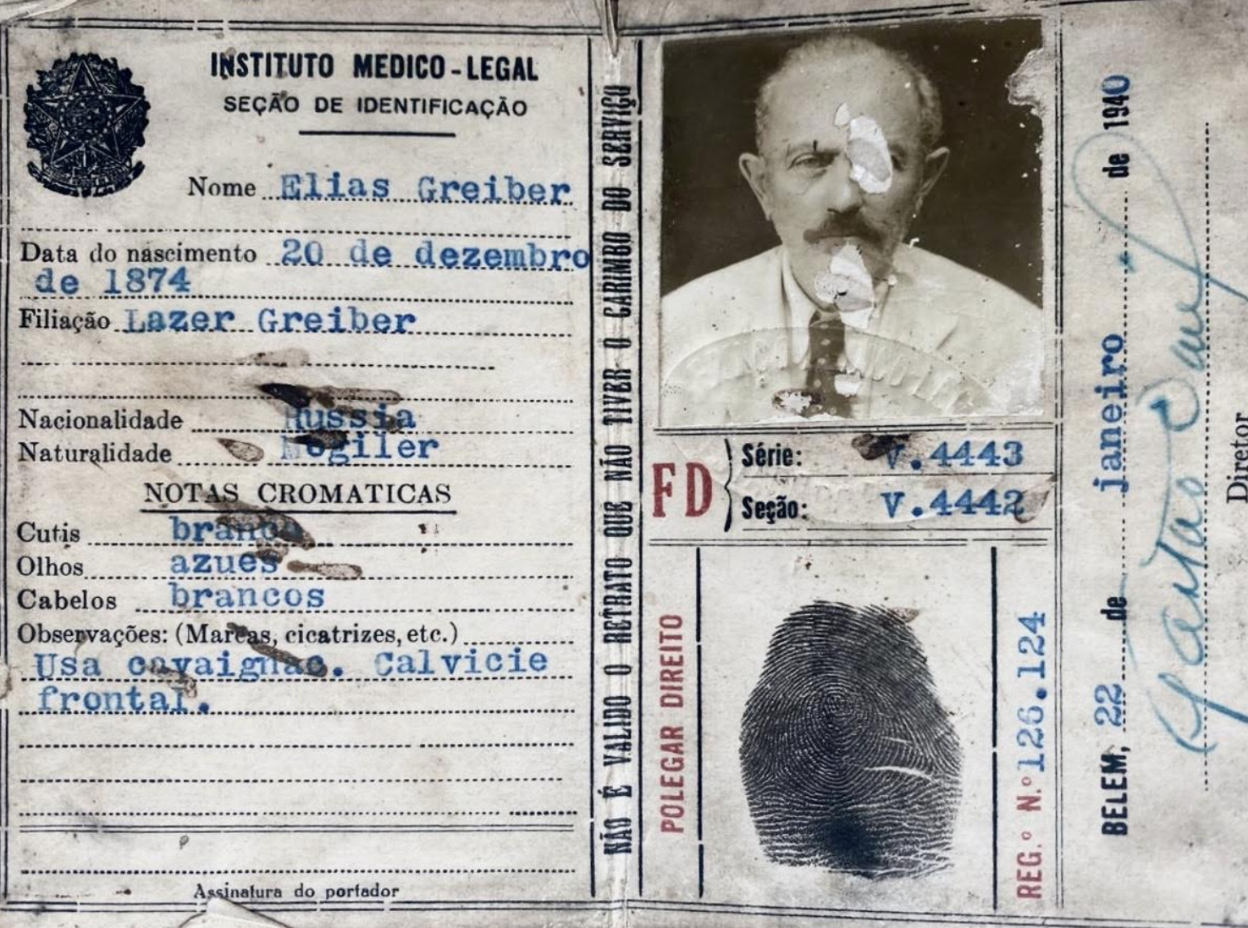 INSTITUTO MEDICO-LEGAL
SEÇÃO DE IDENTIFICAÇÃO
Nome Elias Greiber
Data do nascimento 20 de dezembro
de 1874
Filiação Lazer Greiber
Nacionalidade Russia
Naturalidade Mogiler
NOTAS CROMATICAS
Cutis branca
Olhos azues
Cabelos brancos
Observações: (Marcas, cicatrizes, etc.)
Usa cavaignac. Calvicie
frontal.
Assinatura do portador
NÃO É VALIDO O RETRATO QUE NÃO TIVER O CARIMBO DO SERVIÇO
FD
Série: V.4443
Seção: V.4442
POLEGAR DIREITO
REG.º N.º 126.124
BELEM, 22 de janeiro de 1940
Diretor